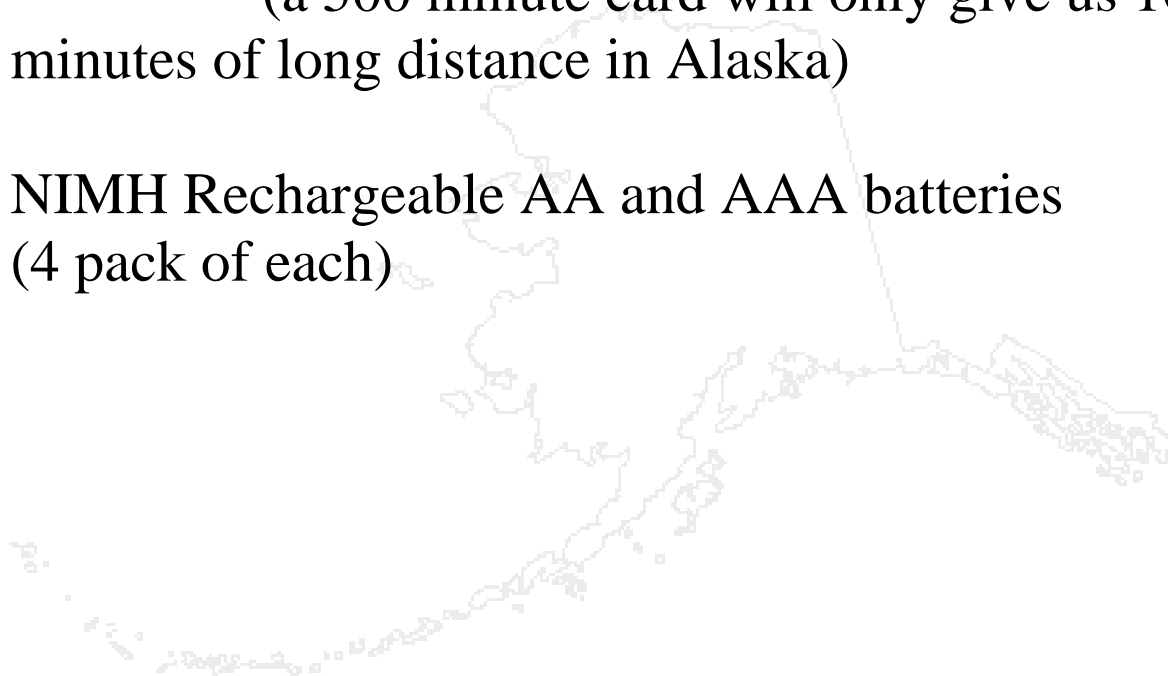 (a 500 minute card will only give us
minutes of long distance in Alaska)
NIMH Rechargeable AA and AAA batteries
(4 pack of each)